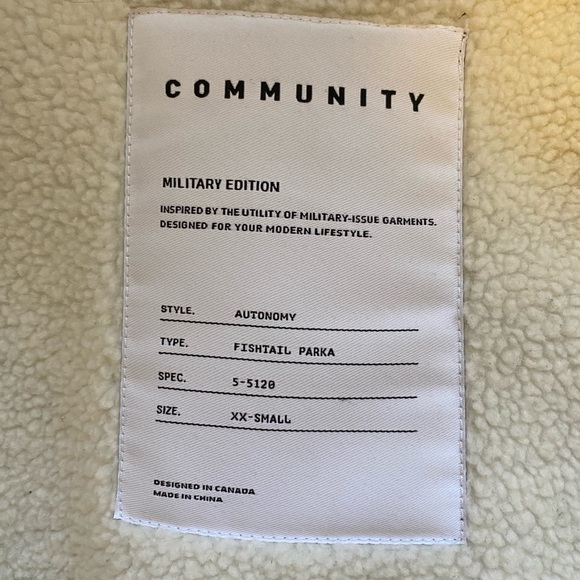 COMMUNITY
MILITARY EDITION
INSPIRED BY THE UTILITY OF MILITARY-ISSUE GARMENTS.
DESIGNED FOR YOUR MODERN LIFESTYLE.
STYLE. AUTONOMY
TYPE. FISHTAIL PARKA
SPEC. 5-5120
SIZE. XX-SMALL
DESIGNED IN CANADA
MADE IN CHINA